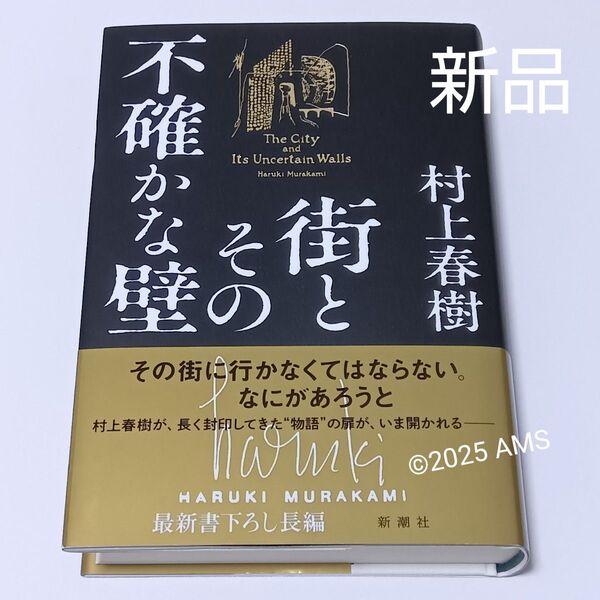 新品
The City
and
Its Uncertain Walls
Haruki Murakami
村上春樹
街と
その
不確かな壁
その街に行かなくてはならない。
なにがあろうと
村上春樹が、長く封印してきた“物語”の扉が、いま開かれる——
haruki
HARUKI MURAKAMI
最新書下ろし長編
新潮社
©2025 AMS